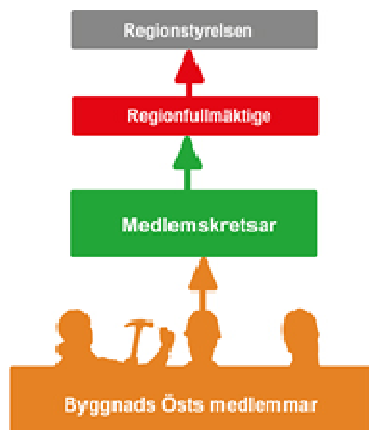 Regionstyrelsen
Regionfullmäktige
Medlemskretsar
Byggnads Östs medlemmar